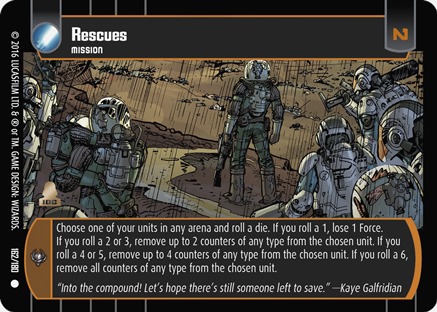 Rescues
MISSION
N
© 2016 LUCASFILM LTD. & ® or TM. GAME DESIGN: WIZARDS.
162/180
Choose one of your units in any arena and roll a die. If you roll a 1, lose 1 Force.
If you roll a 2 or 3, remove up to 2 counters of any type from the chosen unit. If you
roll a 4 or 5, remove up to 4 counters of any type from the chosen unit. If you roll a 6,
remove all counters of any type from the chosen unit.
“Into the compound! Let's hope there's still someone left to save.” —Kaye Galfridian